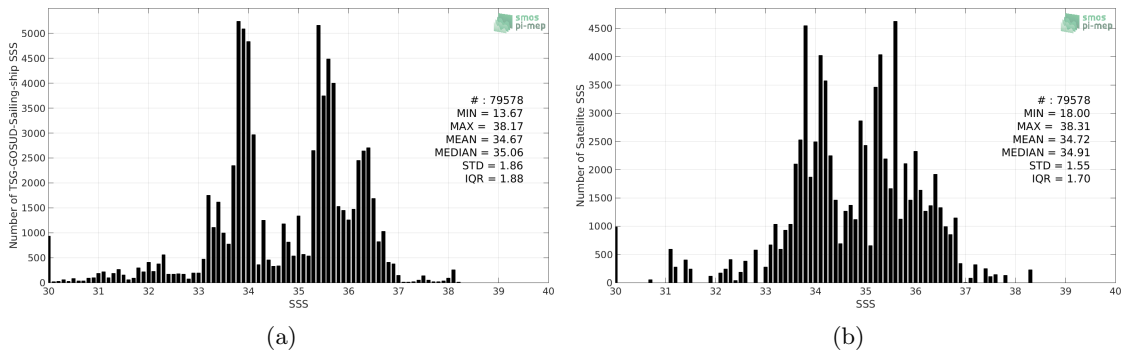 smos
pi-mep
Number of TSG-GOSUD-Sailing-ship SSS
5000
4500
4000
3500
3000
2500
2000
1500
1000
500
0
# : 79578
MIN = 13.67
MAX = 38.17
MEAN = 34.67
MEDIAN = 35.06
STD = 1.86
IQR = 1.88
30 31 32 33 34 35 36 37 38 39 40
SSS
(a)
smos
pi-mep
Number of Satellite SSS
4500
4000
3500
3000
2500
2000
1500
1000
500
0
# : 79578
MIN = 18.00
MAX = 38.31
MEAN = 34.72
MEDIAN = 34.91
STD = 1.55
IQR = 1.70
30 31 32 33 34 35 36 37 38 39 40
SSS
(b)